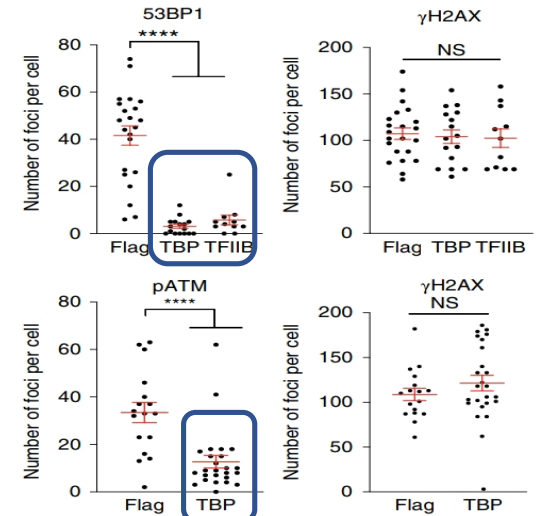 53BP1
****
Number of foci per cell
80
60
40
20
0
Flag TBP TFIIB
γH2AX
NS
Number of foci per cell
200
150
100
50
0
Flag TBP TFIIB
pATM
****
Number of foci per cell
80
60
40
20
0
Flag TBP
γH2AX
NS
Number of foci per cell
200
150
100
50
0
Flag TBP